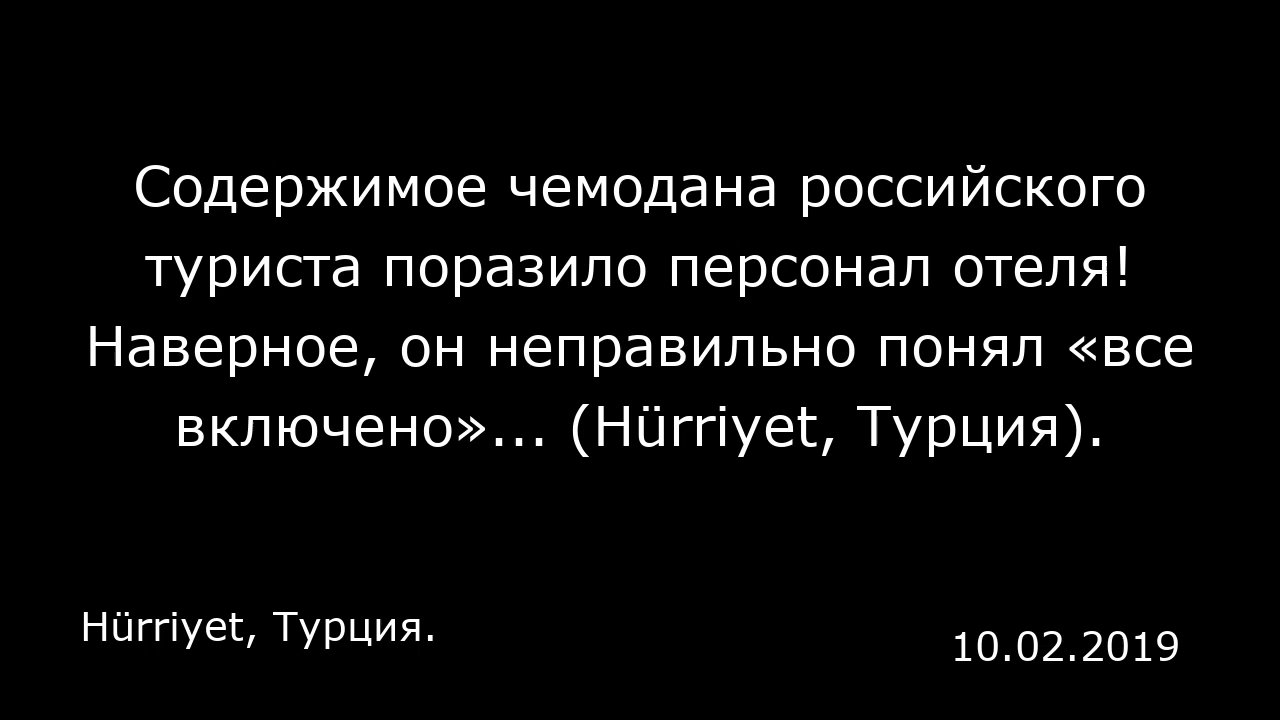 Содержимое чемодана российского
туриста поразило персонал отеля!
Наверное, он неправильно понял «все
включено»... (Hürriyet, Турция).
Hürriyet, Турция.
10.02.2019